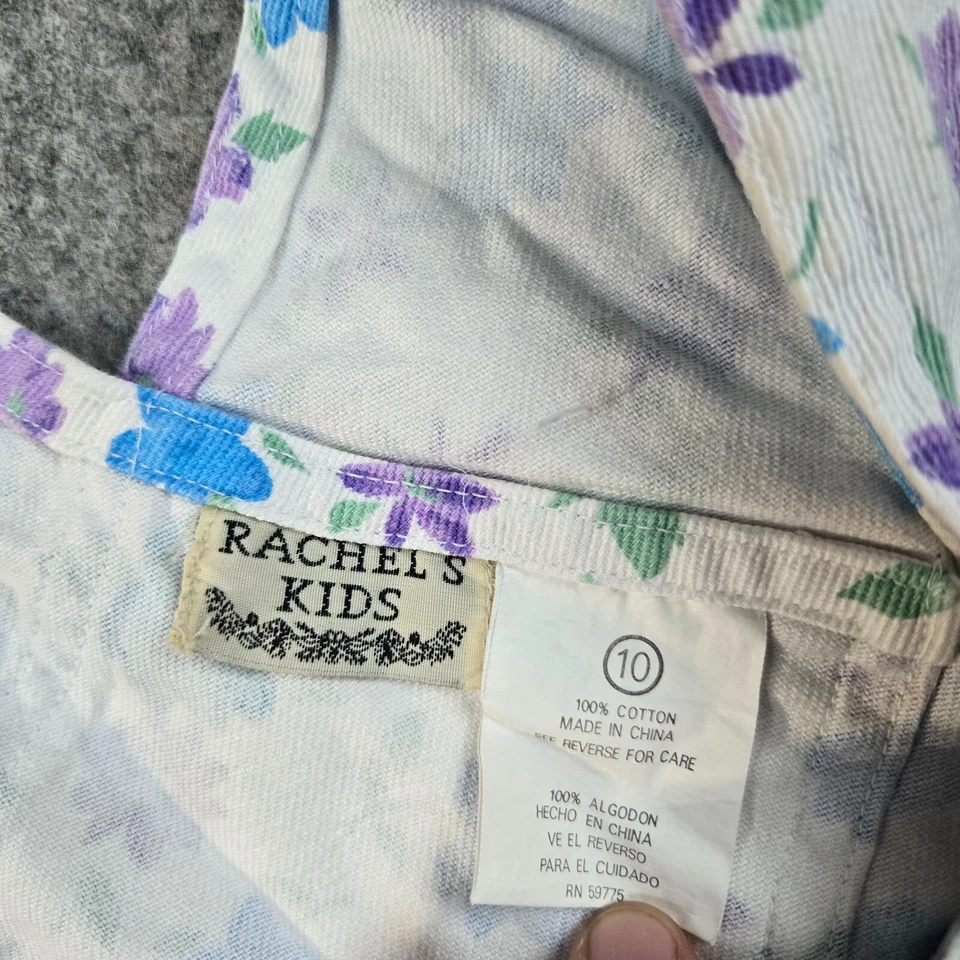 RACHEL'S
KIDS
10
100% COTTON
MADE IN CHINA
SEE REVERSE FOR CARE
100% ALGODON
HECHO EN CHINA
VE EL REVERSO
PARA EL CUIDADO
RN 59775